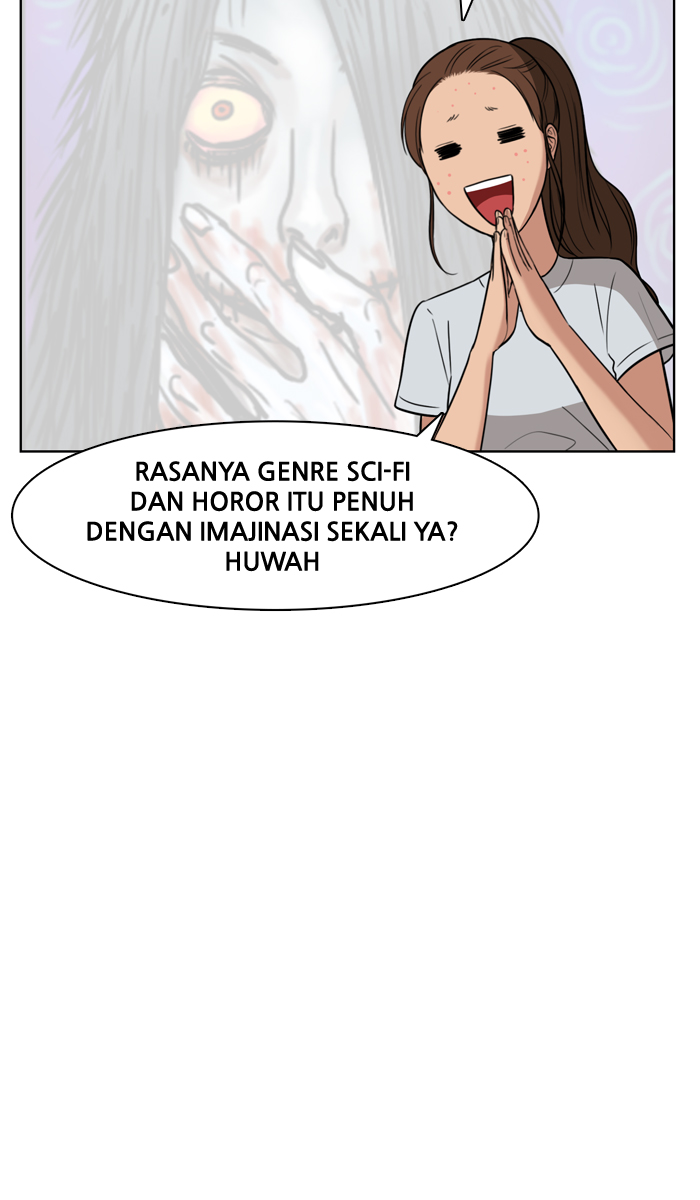 RASANYA GENRE SCI-FI
DAN HOROR ITU PENUH
DENGAN IMAJINASI SEKALI YA?
HUWAH